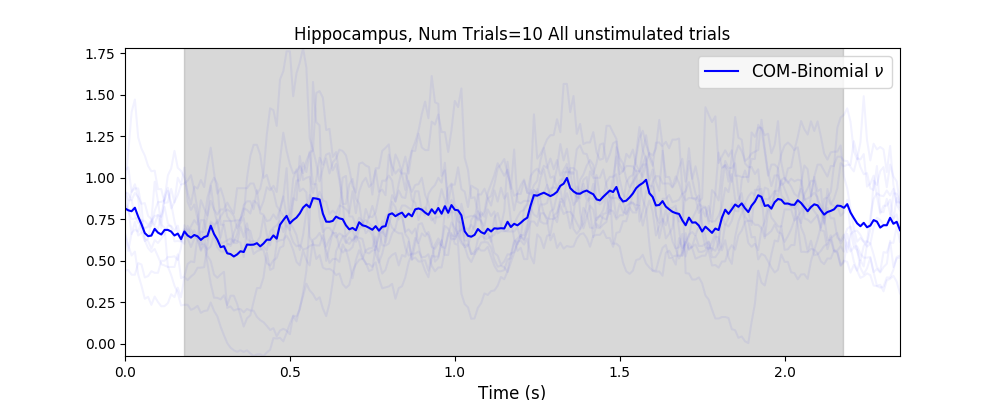 Hippocampus, Num Trials=10 All unstimulated trials
COM-Binomial ν
1.75
1.50
1.25
1.00
0.75
0.50
0.25
0.00
0.0 0.5 1.0 1.5 2.0
Time (s)